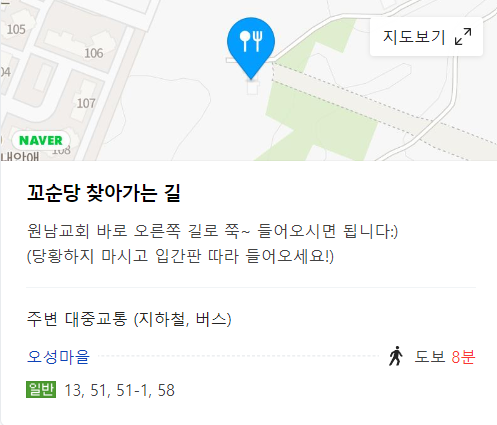 105
지도보기
106
04
107
NAVER
내안애
108
꼬순당 찾아가는 길
원남교회 바로 오른쪽 길로 쭉~ 들어오시면 됩니다:)
(당황하지 마시고 입간판 따라 들어오세요!)
주변 대중교통 (지하철, 버스)
오성마을 도보 8분
일반 13, 51, 51-1, 58